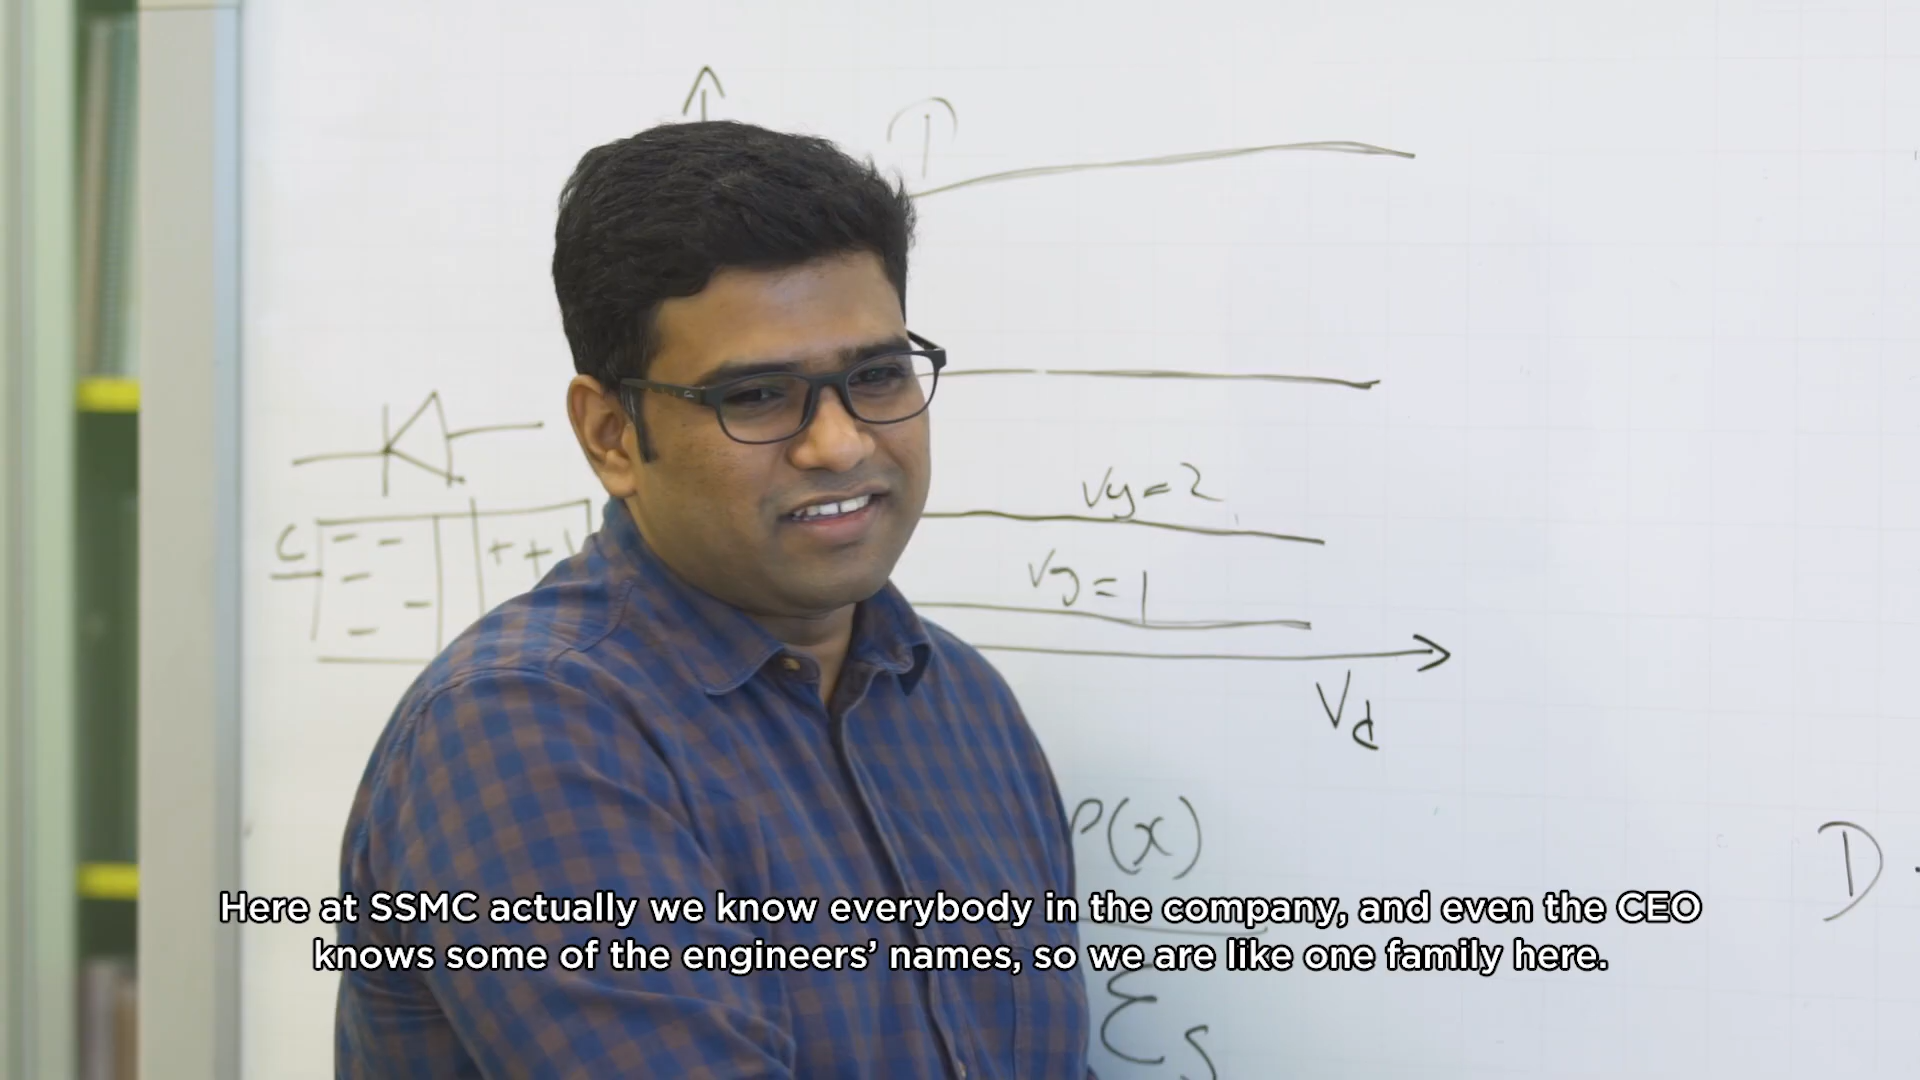 Vg=2
C
- -
+ +
-
Vg=1
-
-
Vd
ρ(x)
D
Here at SSMC actually we know everybody in the company, and even the CEO
knows some of the engineers’ names, so we are like one family here.
Ɛs